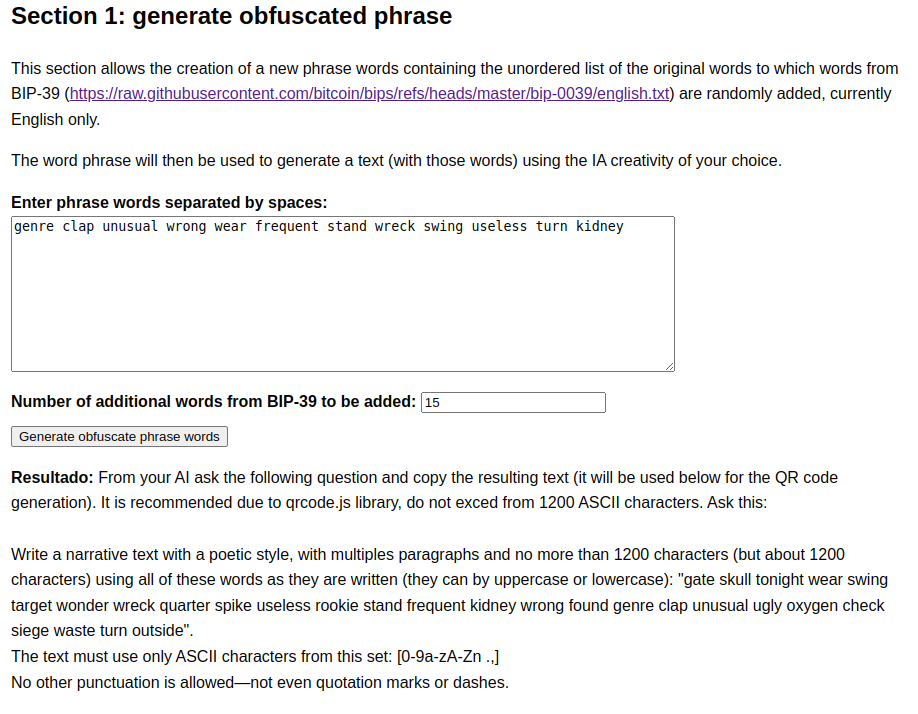 Section 1: generate obfuscated phrase
This section allows the creation of a new phrase words containing the unordered list of the original words to which words from
BIP-39 (https://raw.githubusercontent.com/bitcoin/bips/refs/heads/master/bip-0039/english.txt) are randomly added, currently
English only.
The word phrase will then be used to generate a text (with those words) using the IA creativity of your choice.
Enter phrase words separated by spaces:
genre clap unusual wrong wear frequent stand wreck swing useless turn kidney
Number of additional words from BIP-39 to be added: 15
Generate obfuscate phrase words
Resultado: From your AI ask the following question and copy the resulting text (it will be used below for the QR code
generation). It is recommended due to qrcode.js library, do not exced from 1200 ASCII characters. Ask this:
Write a narrative text with a poetic style, with multiples paragraphs and no more than 1200 characters (but about 1200
characters) using all of these words as they are written (they can by uppercase or lowercase): "gate skull tonight wear swing
target wonder wreck quarter spike useless rookie stand frequent kidney wrong found genre clap unusual ugly oxygen check
siege waste turn outside".
The text must use only ASCII characters from this set: [0-9a-zA-Zn .,]
No other punctuation is allowed—not even quotation marks or dashes.